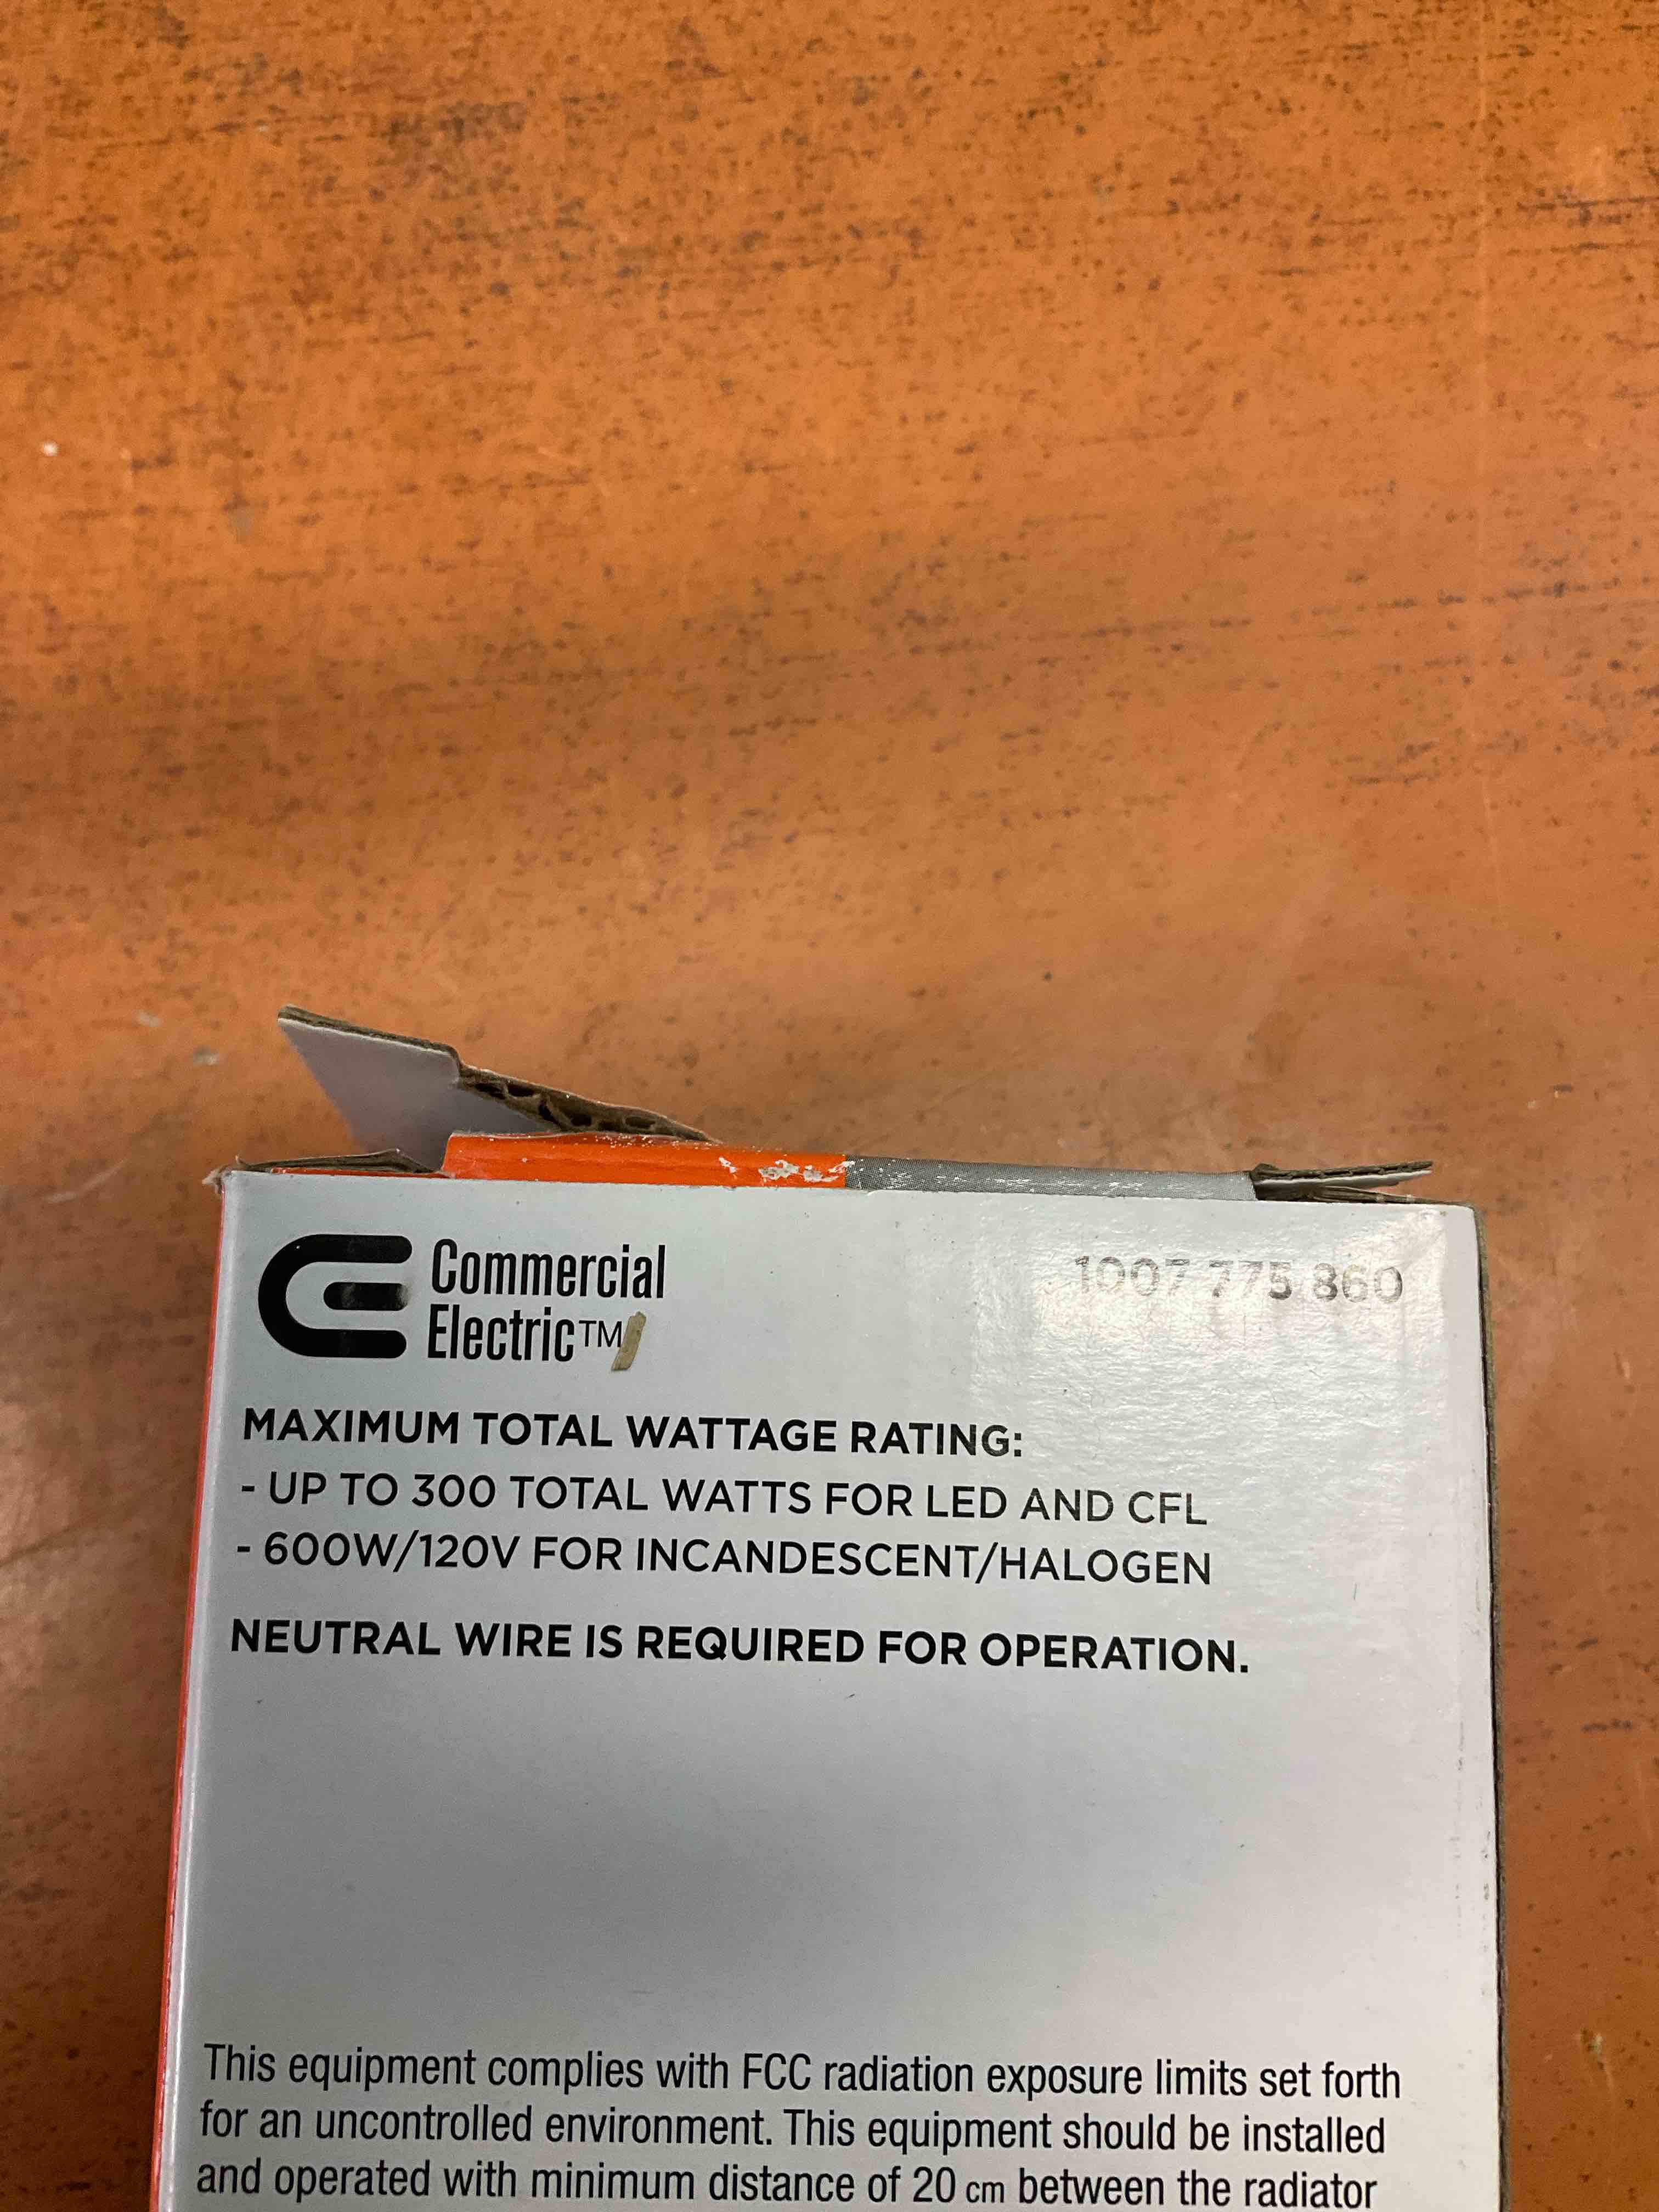 Commercial
Electric™
1007 775 860
MAXIMUM TOTAL WATTAGE RATING:
- UP TO 300 TOTAL WATTS FOR LED AND CFL
- 600W/120V FOR INCANDESCENT/HALOGEN
NEUTRAL WIRE IS REQUIRED FOR OPERATION.
This equipment complies with FCC radiation exposure limits set forth
for an uncontrolled environment. This equipment should be installed
and operated with minimum distance of 20 cm between the radiator